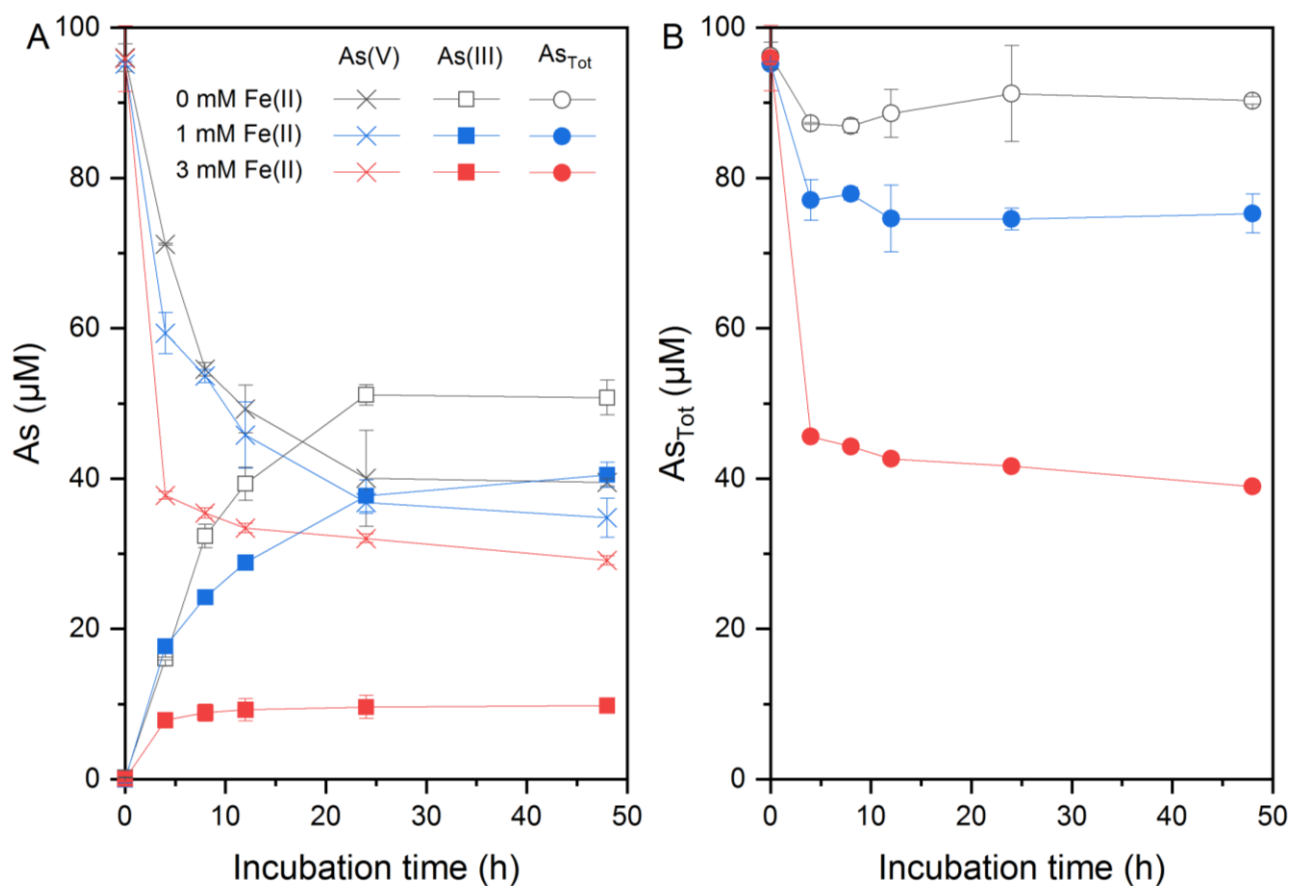 A
As(V) As(III) AsTot
0 mM Fe(II)
1 mM Fe(II)
3 mM Fe(II)
As (µM)
100
80
60
40
20
0
0 10 20 30 40 50
Incubation time (h)
B
AsTot (µM)
100
80
60
40
20
0
0 10 20 30 40 50
Incubation time (h)